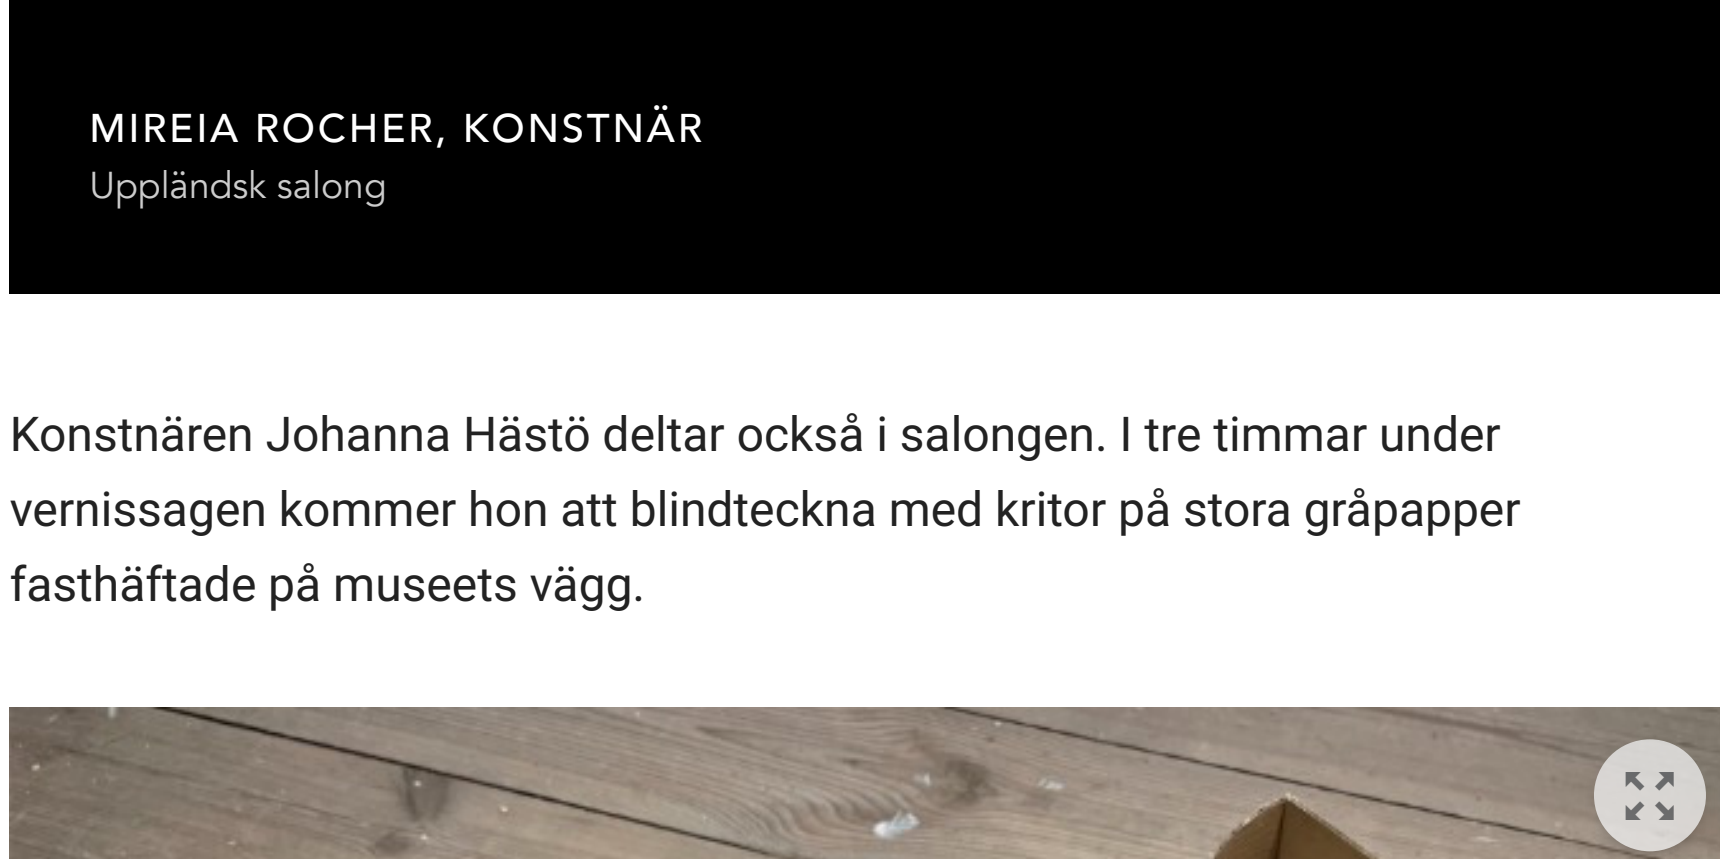 MIREIA ROCHER, KONSTNÄR
Uppländsk salong
Konstnären Johanna Hästö deltar också i salongen. I tre timmar under
vernissagen kommer hon att blindteckna med kritor på stora gråpapper
fasthäftade på museets vägg.